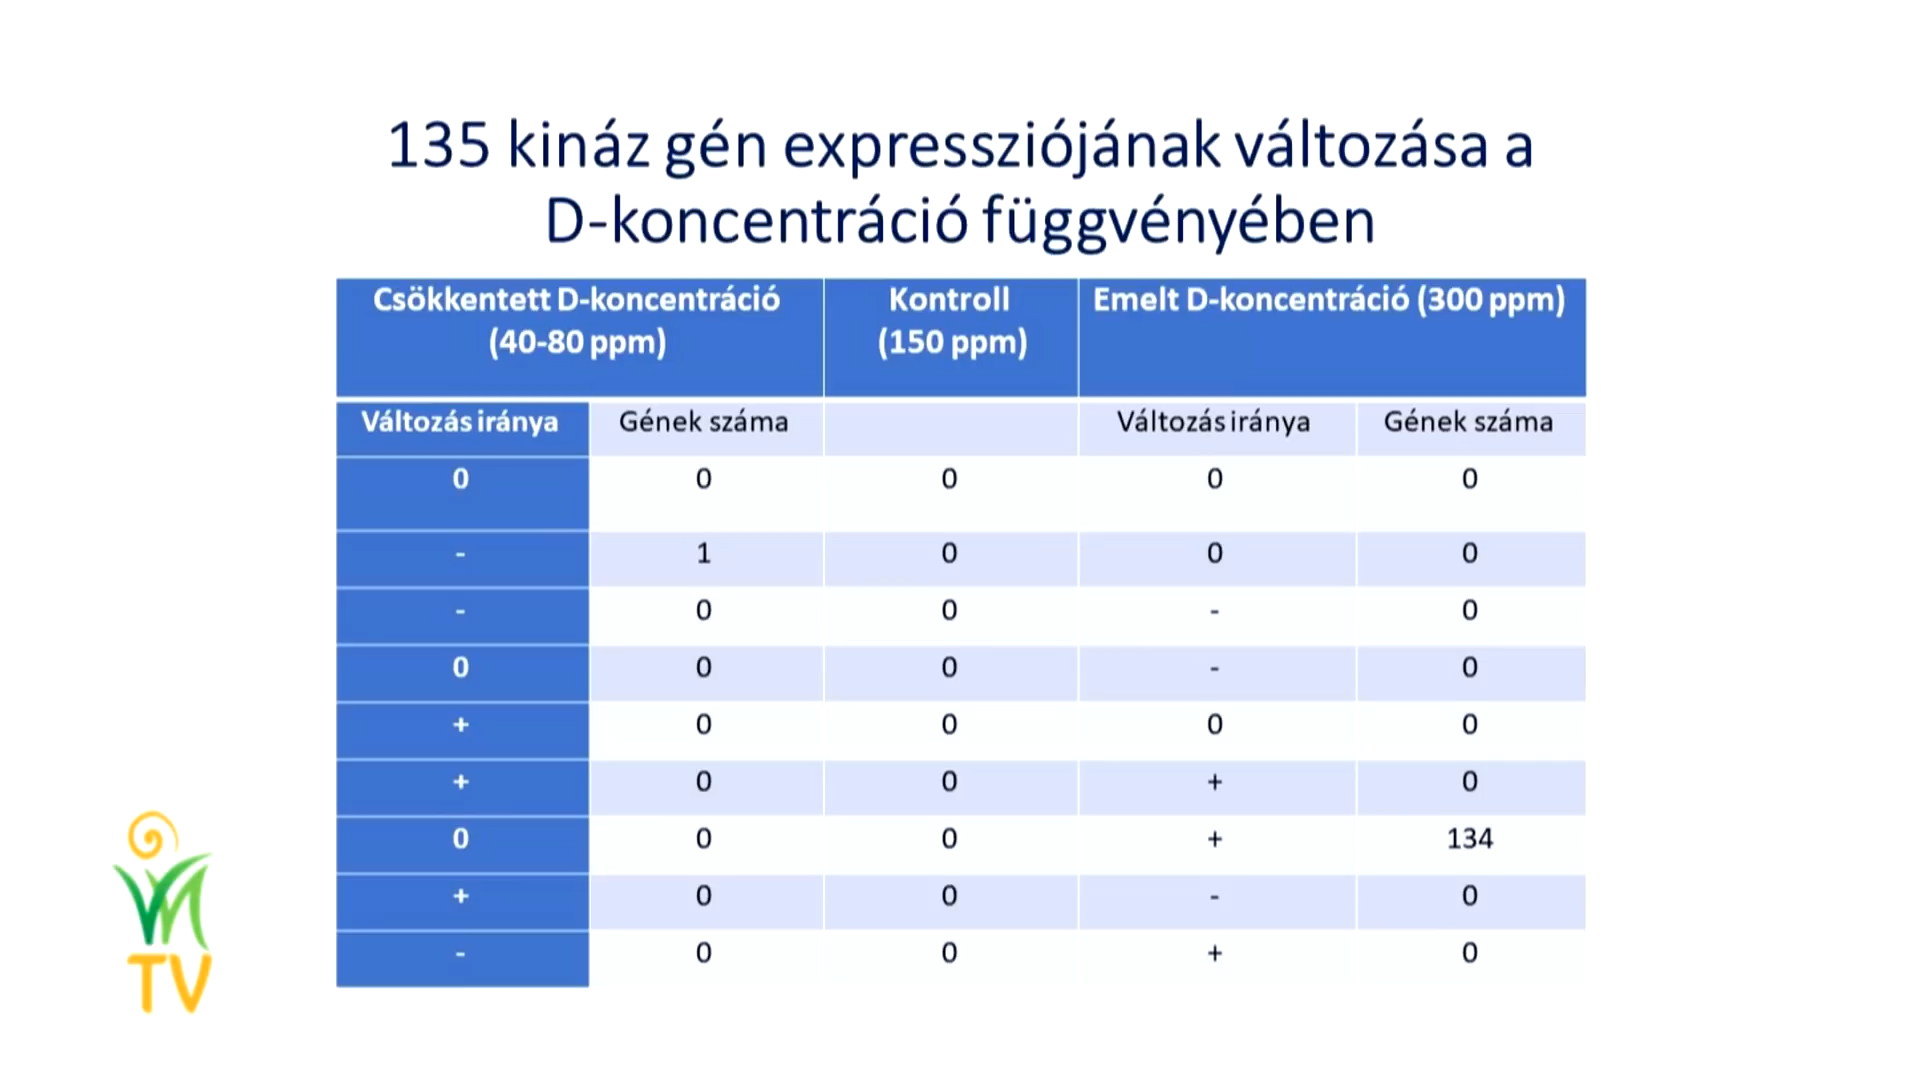 135 kináz gén expressziójának változása a
D-koncentráció függvényében
Csökkentett D-koncentráció
(40-80 ppm)
Kontroll
(150 ppm)
Emelt D-koncentráció (300 ppm)
Változás iránya Gének száma Változás iránya Gének száma
0 0 0 0 0
- 1 0 0 0
- 0 0 - 0
0 0 0 - 0
+ 0 0 0 0
+ 0 0 + 0
0 0 0 + 134
+ 0 0 - 0
- 0 0 + 0
TV